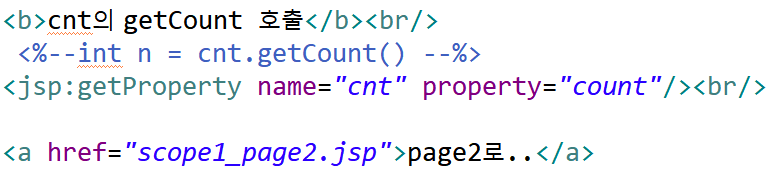 <b>cnt의 getCount 호출</b><br/>
<%--int n = cnt.getCount() --%>
<jsp:getProperty name="cnt" property="count"/><br/>
<a href="scope1_page2.jsp">page2로..</a>